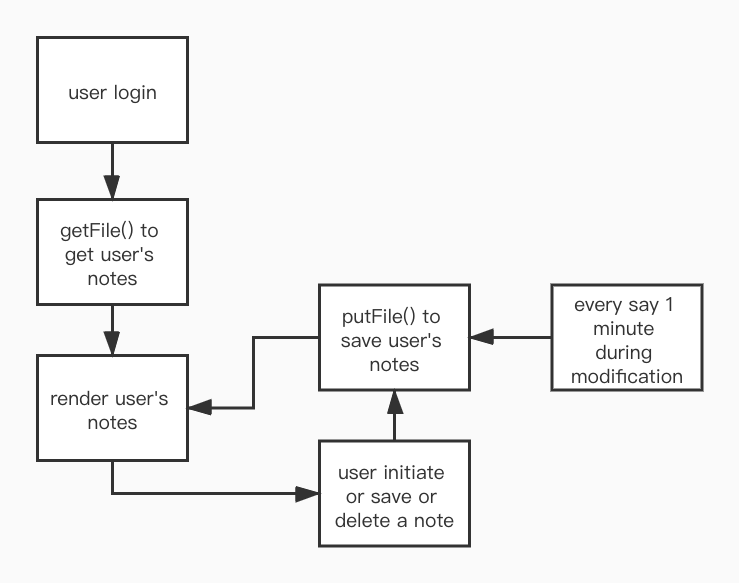 user login
getFile() to
get user's
notes
render user's
notes
putFile() to
save user's
notes
every say 1
minute
during
modification
user initiate
or save or
delete a note